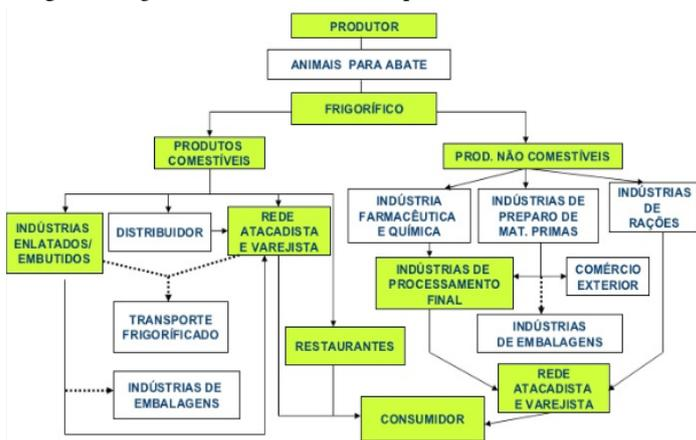 PRODUTOR
ANIMAIS PARA ABATE
FRIGORÍFICO
PRODUTOS
COMESTÍVEIS
PROD. NÃO COMESTÍVEIS
INDÚSTRIAS
ENLATADOS/
EMBUTIDOS
DISTRIBUIDOR
REDE
ATACADISTA
E VAREJISTA
INDÚSTRIA
FARMACÊUTICA
E QUÍMICA
INDÚSTRIAS DE
PREPARO DE
MAT. PRIMAS
INDÚSTRIAS
DE
RAÇÕES
INDÚSTRIAS DE
PROCESSAMENTO
FINAL
COMÉRCIO
EXTERIOR
TRANSPORTE
FRIGORÍFICADO
RESTAURANTES
INDÚSTRIAS
DE EMBALAGENS
INDÚSTRIAS DE
EMBALAGENS
REDE
ATACADISTA
E VAREJISTA
CONSUMIDOR